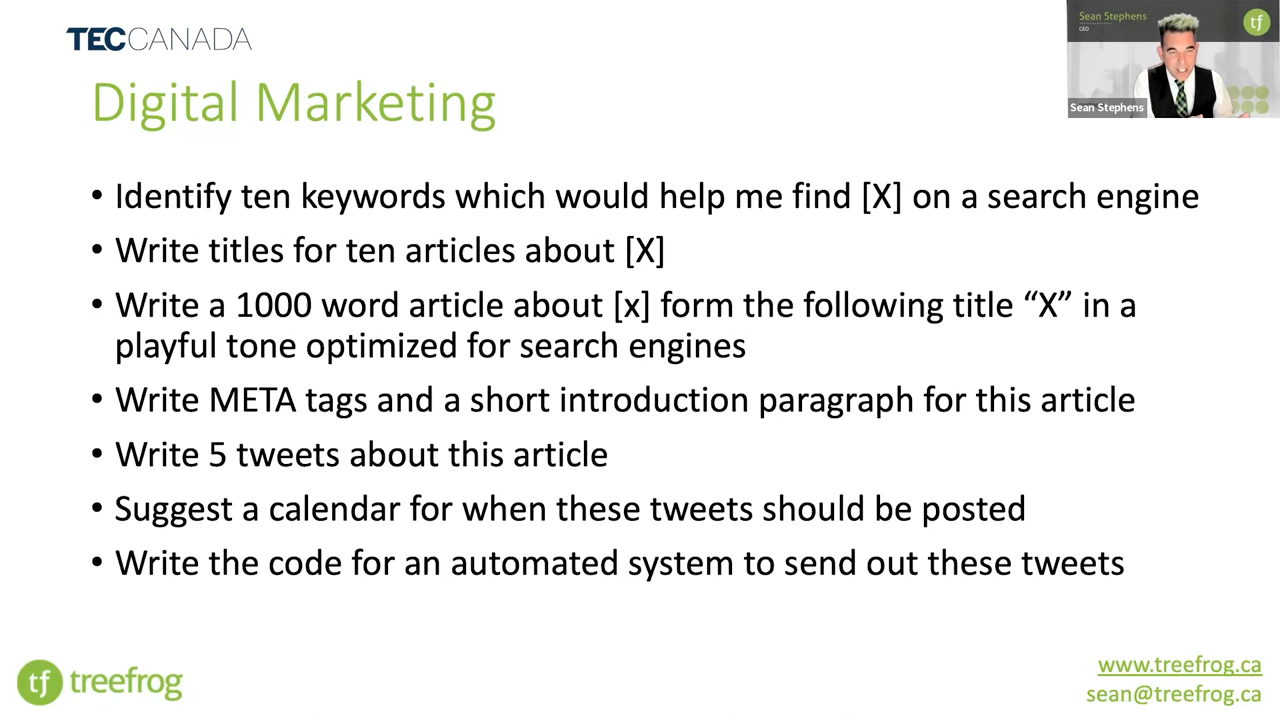 TECCANADA
Sean Stephens
CEO
tf
Sean Stephens
Digital Marketing
• Identify ten keywords which would help me find [X] on a search engine
• Write titles for ten articles about [X]
• Write a 1000 word article about [x] form the following title “X” in a
playful tone optimized for search engines
• Write META tags and a short introduction paragraph for this article
• Write 5 tweets about this article
• Suggest a calendar for when these tweets should be posted
• Write the code for an automated system to send out these tweets
tf treefrog
www.treefrog.ca
sean@treefrog.ca